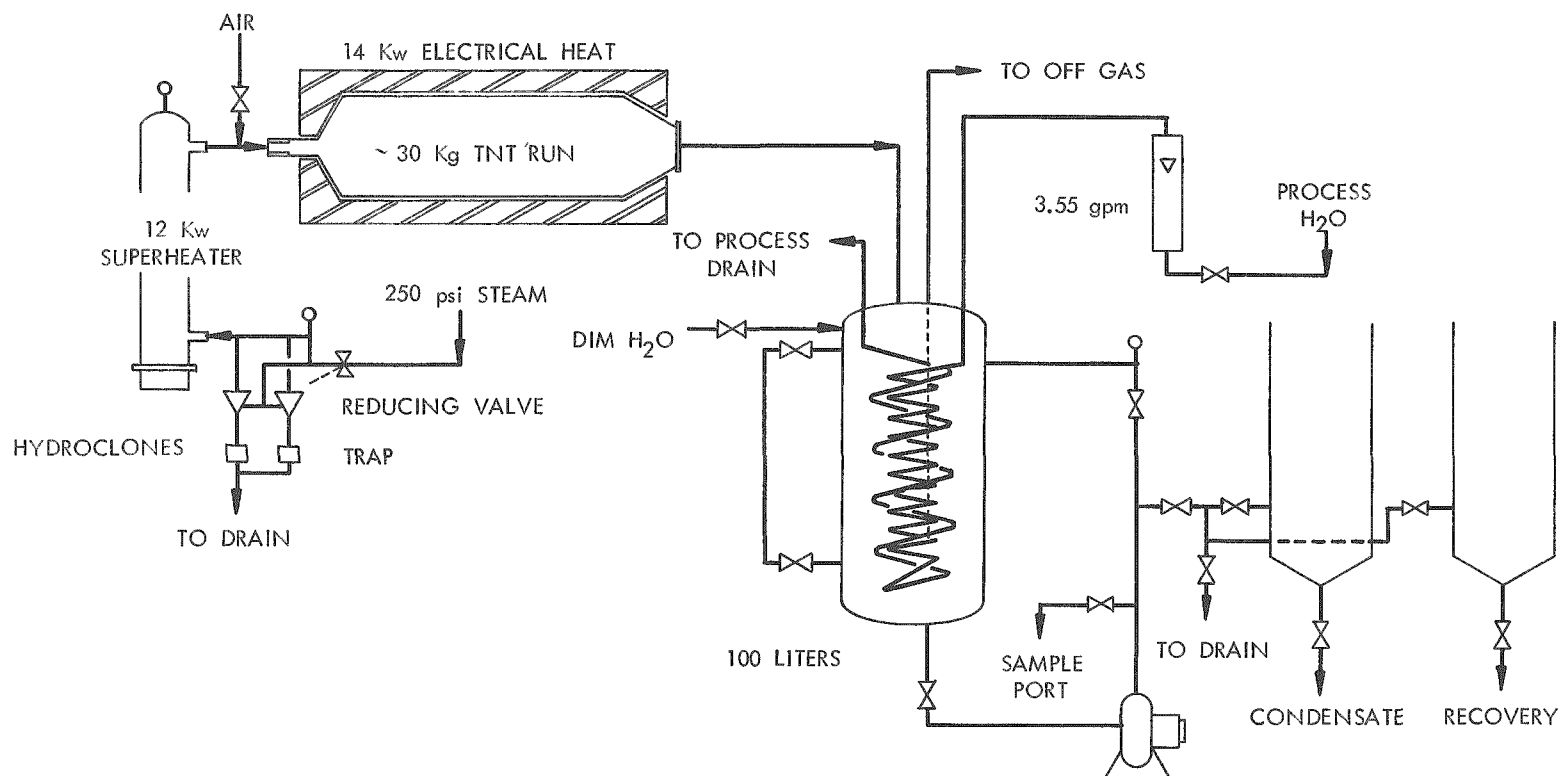 AIR
14 Kw ELECTRICAL HEAT
TO OFF GAS
~ 30 Kg TNT RUN
3.55 gpm
PROCESS
H2O
12 Kw
SUPERHEATER
TO PROCESS
DRAIN
250 psi STEAM
DIM H2O
REDUCING VALVE
HYDROCLONES
TRAP
TO DRAIN
100 LITERS
SAMPLE
PORT
TO DRAIN
CONDENSATE
RECOVERY